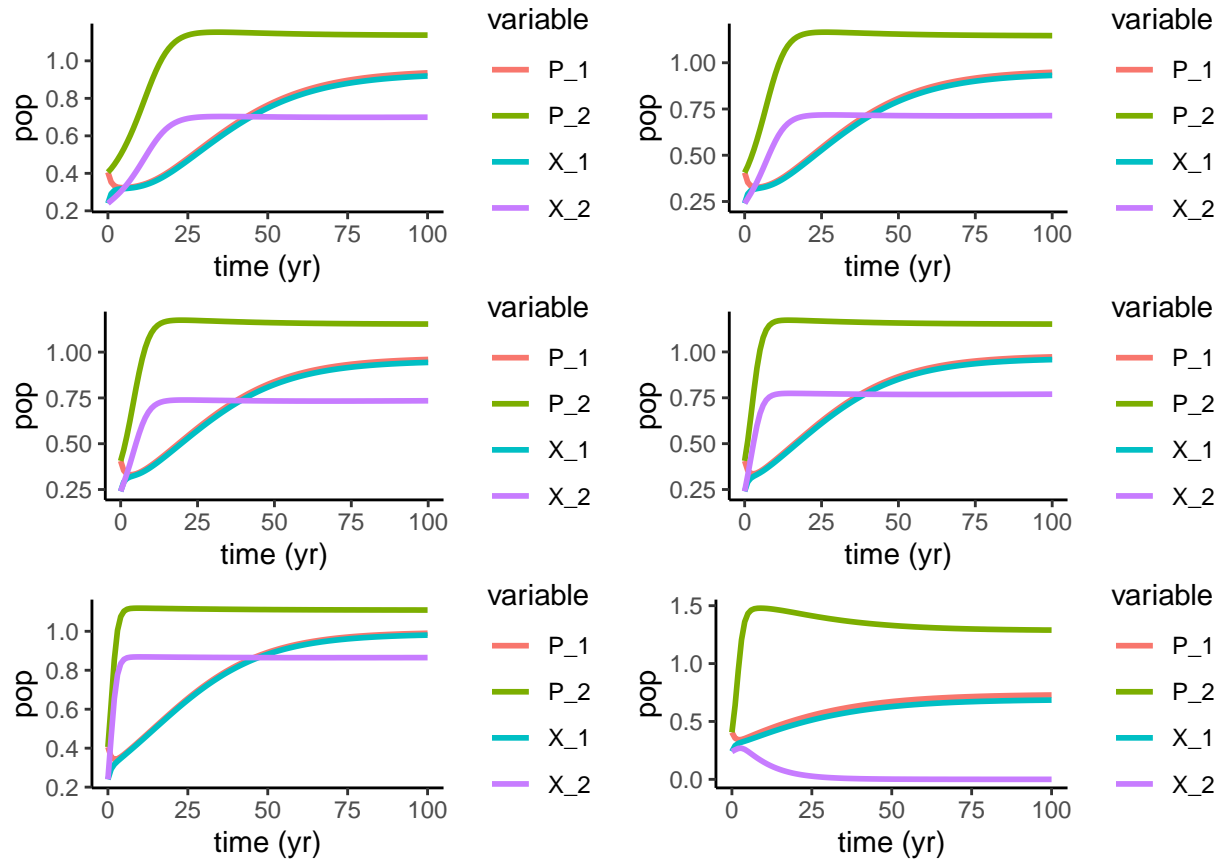 variable
P_1
P_2
X_1
X_2
pop
1.0
0.8
0.6
0.4
0.2
0 25 50 75 100
time (yr)
variable
P_1
P_2
X_1
X_2
pop
1.00
0.75
0.50
0.25
0 25 50 75 100
time (yr)
variable
P_1
P_2
X_1
X_2
pop
1.00
0.75
0.50
0.25
0 25 50 75 100
time (yr)
variable
P_1
P_2
X_1
X_2
pop
1.00
0.75
0.50
0.25
0 25 50 75 100
time (yr)
variable
P_1
P_2
X_1
X_2
pop
1.0
0.8
0.6
0.4
0.2
0 25 50 75 100
time (yr)
variable
P_1
P_2
X_1
X_2
pop
1.5
1.0
0.5
0.0
0 25 50 75 100
time (yr)